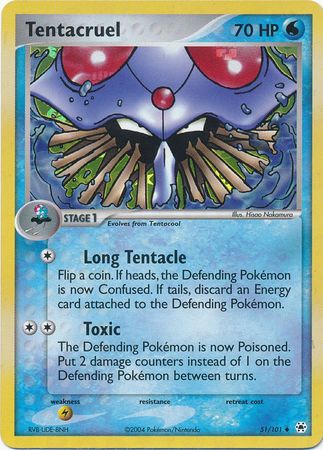 Tentacruel 70 HP
Illus. Hisao Nakamura
STAGE 1
Evolves from Tentacool
Long Tentacle
Flip a coin. If heads, the Defending Pokémon
is now Confused. If tails, discard an Energy
card attached to the Defending Pokémon.
Toxic
The Defending Pokémon is now Poisoned.
Put 2 damage counters instead of 1 on the
Defending Pokémon between turns.
weakness resistance retreat cost
RVB-UDE-8NH ©2004 Pokémon/Nintendo 51/101